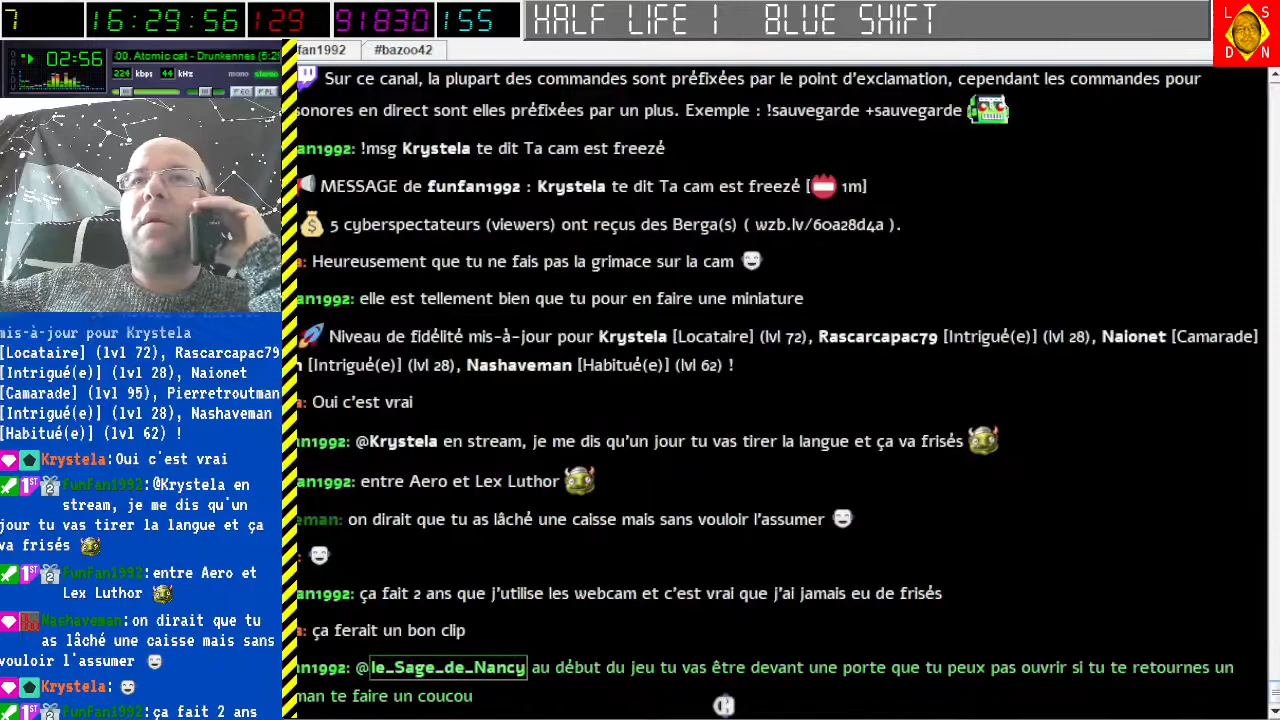 7 16:29:56 129 91830 155 HALF LIFE 1 BLUE SHIFT
L S
D N
02:56 00. Atomic cat - Drunkennes (5:29
224 kbps 44 kHz mono stereo
EQ PL
fan1992 #bazoo42
Sur ce canal, la plupart des commandes sont préfixées par le point d'exclamation, cependant les commandes pour
sonores en direct sont elles préfixées par un plus. Exemple : !sauvegarde +sauvegarde
an1992: !msg Krystela te dit Ta cam est freezé
MESSAGE de funfan1992 : Krystela te dit Ta cam est freezé [ 1m]
5 cyberspectateurs (viewers) ont reçus des Berga(s) ( wzb.lv/60a28d4a ).
a: Heureusement que tu ne fais pas la grimace sur la cam
an1992: elle est tellement bien que tu pour en faire une miniature
Niveau de fidélité mis-à-jour pour Krystela [Locataire] (lvl 72), Rascarcapac79 [Intrigué(e)] (lvl 28), Naionet [Camarade]
n [Intrigué(e)] (lvl 28), Nashaveman [Habitué(e)] (lvl 62) !
a: Oui c'est vrai
an1992: @Krystela en stream, je me dis qu'un jour tu vas tirer la langue et ça va frisés
an1992: entre Aero et Lex Luthor
eman: on dirait que tu as lâché une caisse mais sans vouloir l'assumer
:
an1992: ça fait 2 ans que j'utilise les webcam et c'est vrai que j'ai jamais eu de frisés
a: ça ferait un bon clip
an1992: @le_Sage_de_Nancy au début du jeu tu vas être devant une porte que tu peux pas ouvrir si tu te retournes un
man te faire un coucou
mis-à-jour pour Krystela
[Locataire] (lvl 72), Rascarcapac79
[Intrigué(e)] (lvl 28), Naionet
[Camarade] (lvl 95), Pierretroutman
[Intrigué(e)] (lvl 28), Nashaveman
[Habitué(e)] (lvl 62) !
Krystela:Oui c'est vrai
FunFan1992:@Krystela en
stream, je me dis qu'un
jour tu vas tirer la langue et ça
va frisés
FunFan1992:entre Aero et
Lex Luthor
Nashaveman:on dirait que tu
as lâché une caisse mais sans
vouloir l'assumer
Krystela:
FunFan1992:ça fait 2 ans